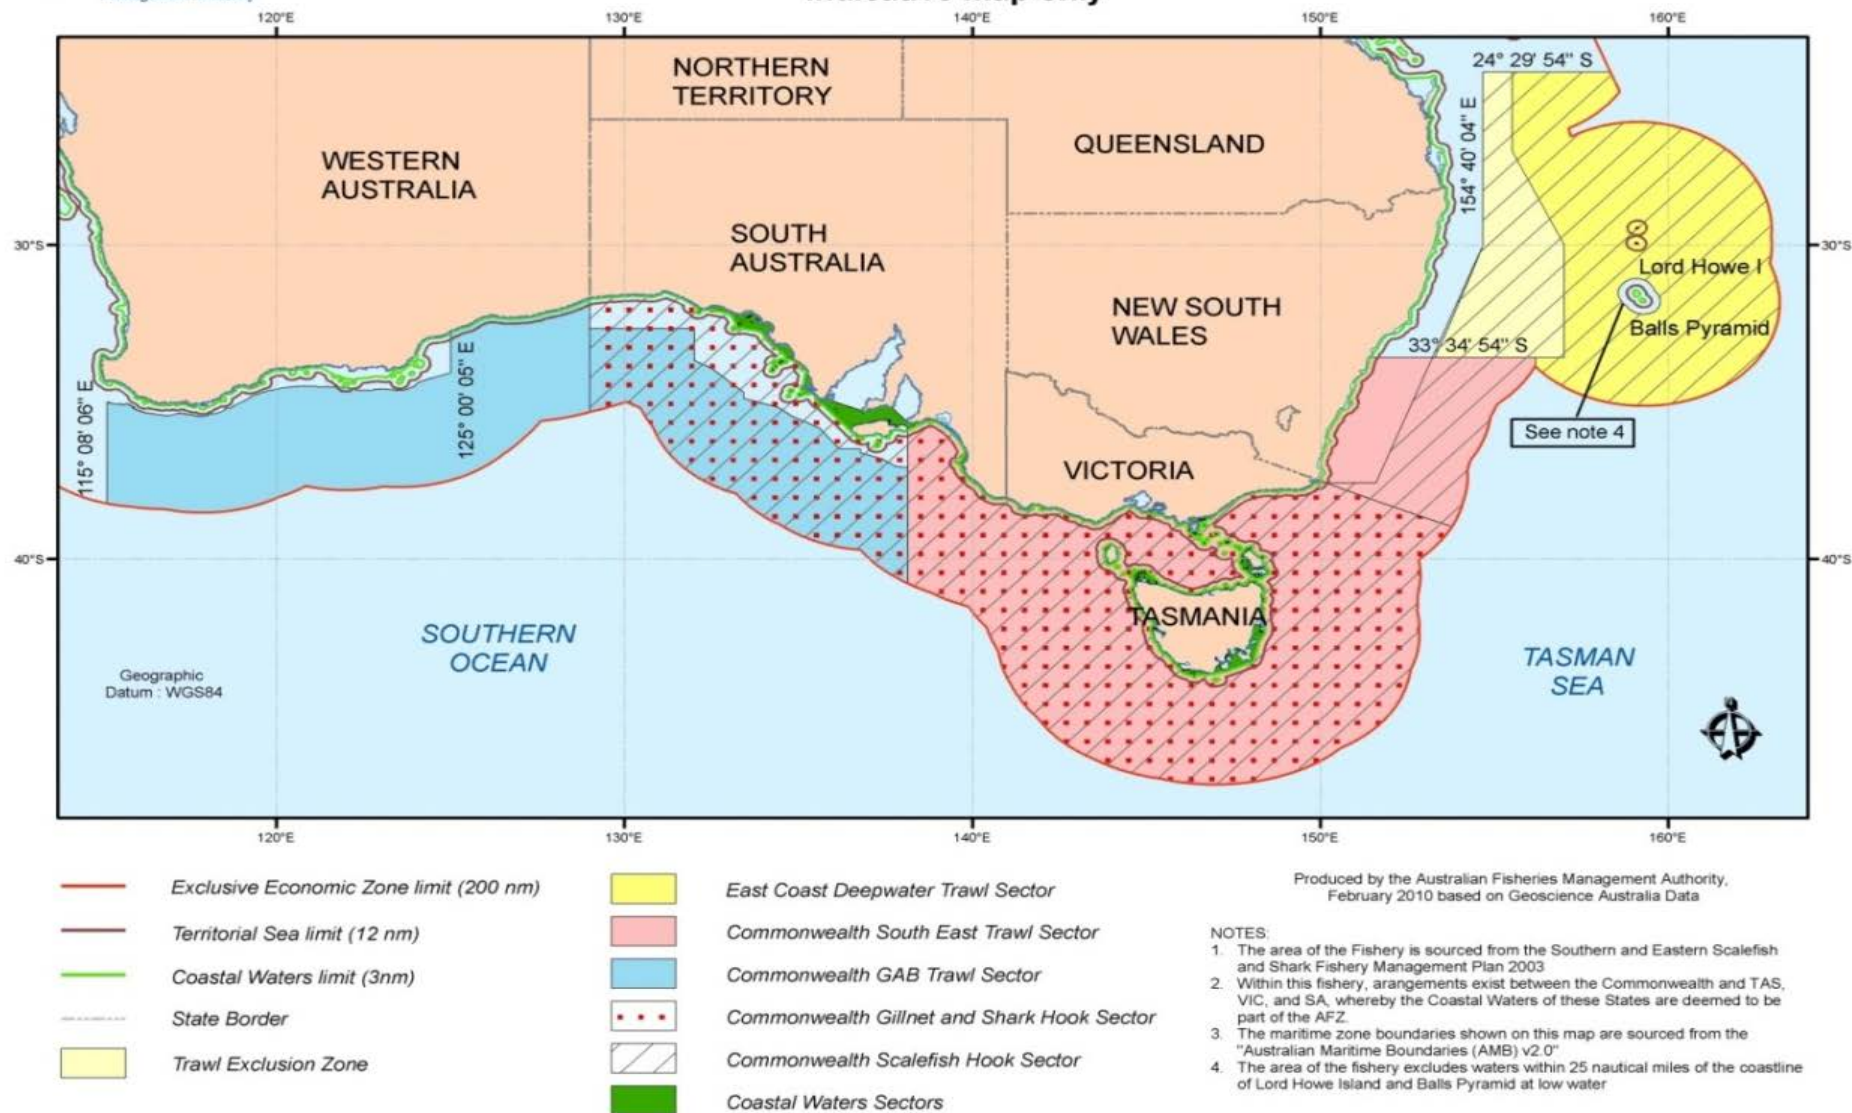 120°E
130°E
140°E
150°E
160°E
24° 29' 54" S
NORTHERN
TERRITORY
154° 40' 04" E
QUEENSLAND
WESTERN
AUSTRALIA
SOUTH
AUSTRALIA
30°S
30°S
Lord Howe I
NEW SOUTH
WALES
Balls Pyramid
33° 34' 54" S
115° 08' 06" E
125° 00' 05" E
See note 4
VICTORIA
40°S
40°S
TASMANIA
SOUTHERN
OCEAN
TASMAN
SEA
Geographic
Datum : WGS84
120°E
130°E
140°E
150°E
160°E
Exclusive Economic Zone limit (200 nm)
Territorial Sea limit (12 nm)
Coastal Waters limit (3nm)
State Border
Trawl Exclusion Zone
East Coast Deepwater Trawl Sector
Commonwealth South East Trawl Sector
Commonwealth GAB Trawl Sector
Commonwealth Gillnet and Shark Hook Sector
Commonwealth Scalefish Hook Sector
Coastal Waters Sectors
Produced by the Australian Fisheries Management Authority,
February 2010 based on Geoscience Australia Data
NOTES:
1. The area of the Fishery is sourced from the Southern and Eastern Scalefish
and Shark Fishery Management Plan 2003
2. Within this fishery, arangements exist between the Commonwealth and TAS,
VIC, and SA, whereby the Coastal Waters of these States are deemed to be
part of the AFZ.
3. The maritime zone boundaries shown on this map are sourced from the
"Australian Maritime Boundaries (AMB) v2.0"
4. The area of the fishery excludes waters within 25 nautical miles of the coastline
of Lord Howe Island and Balls Pyramid at low water